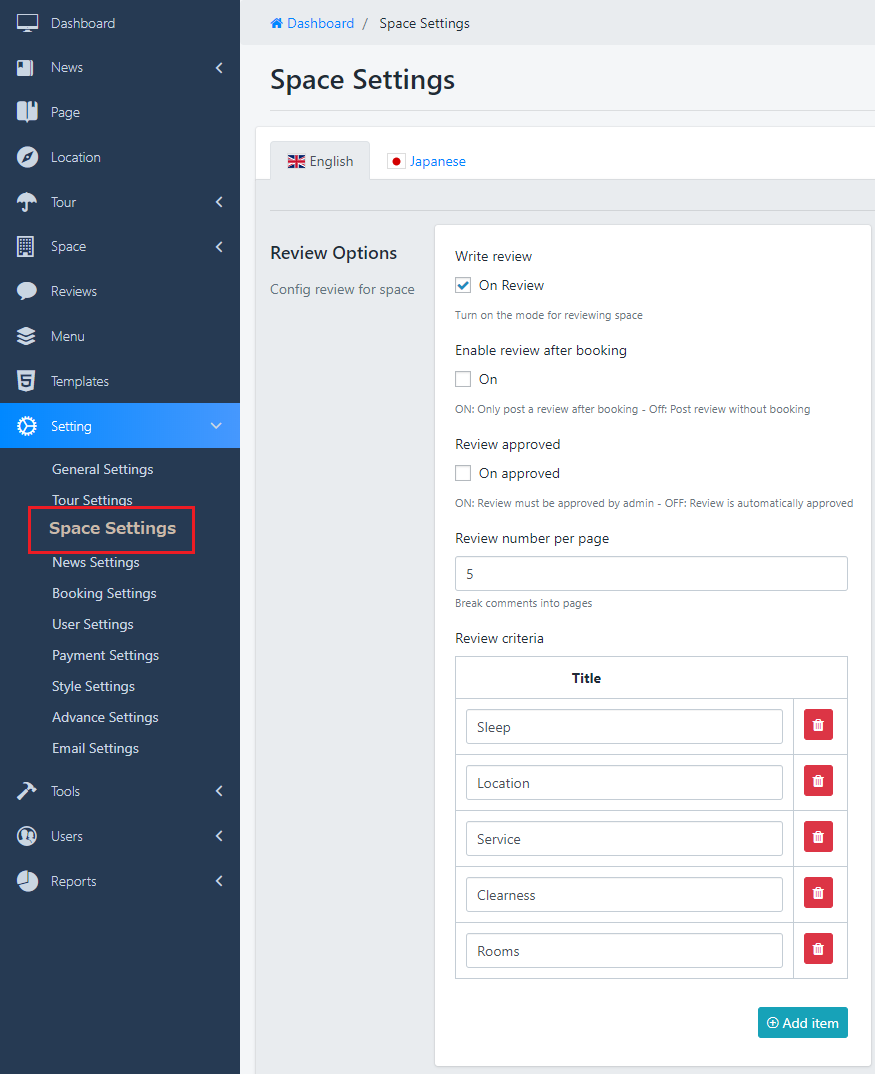 Dashboard
News
Page
Location
Tour
Space
Reviews
Menu
Templates
Setting
General Settings
Tour Settings
Space Settings
News Settings
Booking Settings
User Settings
Payment Settings
Style Settings
Advance Settings
Email Settings
Tools
Users
Reports
Dashboard / Space Settings
Space Settings
English Japanese
Review Options
Config review for space
Write review
On Review
Turn on the mode for reviewing space
Enable review after booking
On
ON: Only post a review after booking - Off: Post review without booking
Review approved
On approved
ON: Review must be approved by admin - OFF: Review is automatically approved
Review number per page
5
Break comments into pages
Review criteria
Title
Sleep
Location
Service
Clearness
Rooms
Add item